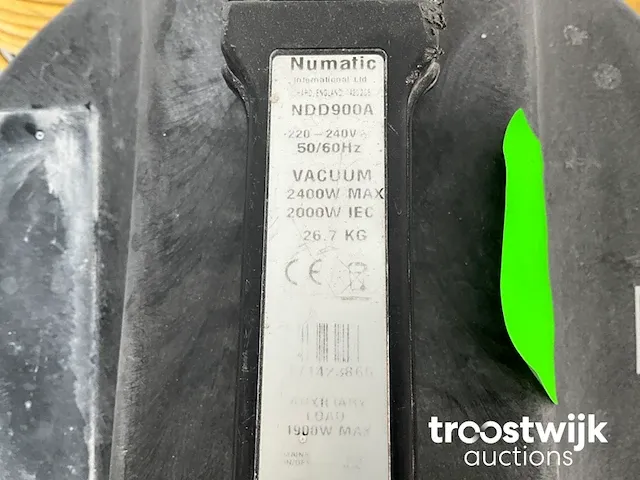 Numatic
International Ltd
NDD900A
220-240V~
50/60Hz
VACUUM
2400W MAX
2000W IEC
26.7 KG
CE
AUXILIARY
LOAD
1900W MAX
troostwijk
auctions